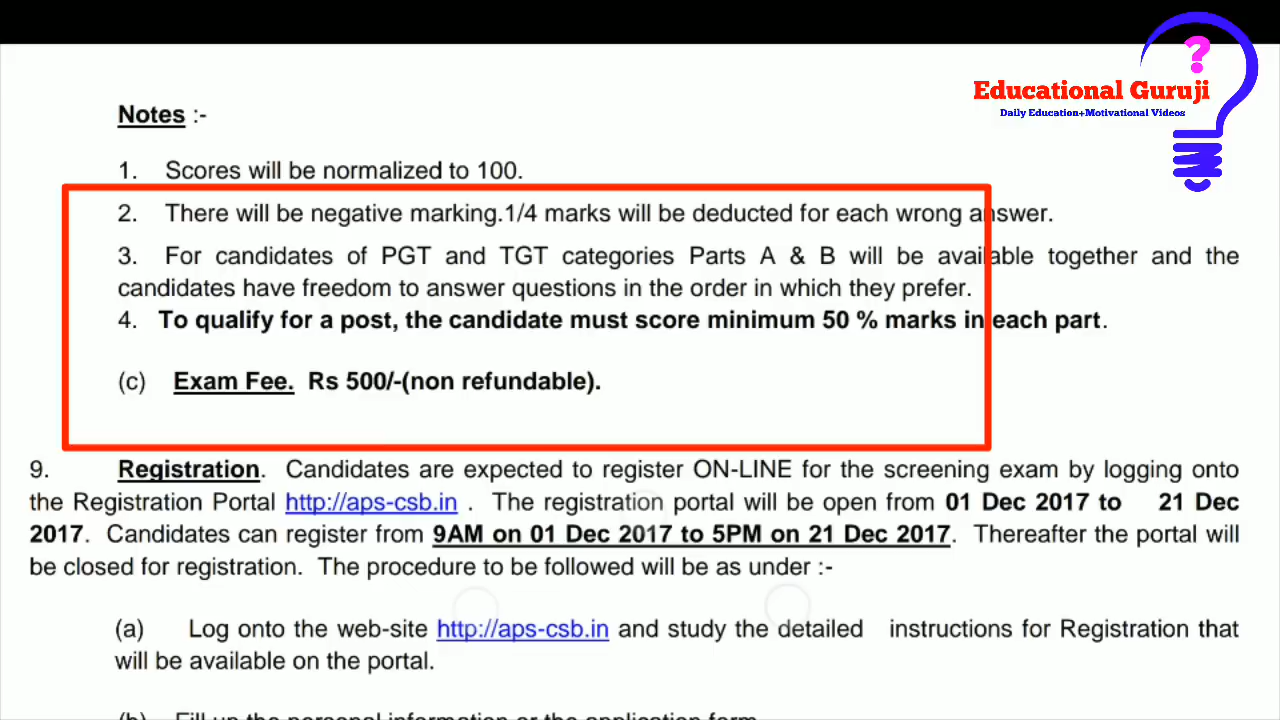 ?
Educational Guruji
Daily Education+Motivational Videos
Notes :-
1. Scores will be normalized to 100.
2. There will be negative marking.1/4 marks will be deducted for each wrong answer.
3. For candidates of PGT and TGT categories Parts A & B will be available together and the
candidates have freedom to answer questions in the order in which they prefer.
4. To qualify for a post, the candidate must score minimum 50 % marks in each part.
(c) Exam Fee. Rs 500/-(non refundable).
9. Registration. Candidates are expected to register ON-LINE for the screening exam by logging onto
the Registration Portal http://aps-csb.in . The registration portal will be open from 01 Dec 2017 to 21 Dec
2017. Candidates can register from 9AM on 01 Dec 2017 to 5PM on 21 Dec 2017. Thereafter the portal will
be closed for registration. The procedure to be followed will be as under :-
(a) Log onto the web-site http://aps-csb.in and study the detailed instructions for Registration that
will be available on the portal.
(b) Fill up the personal information or the application form